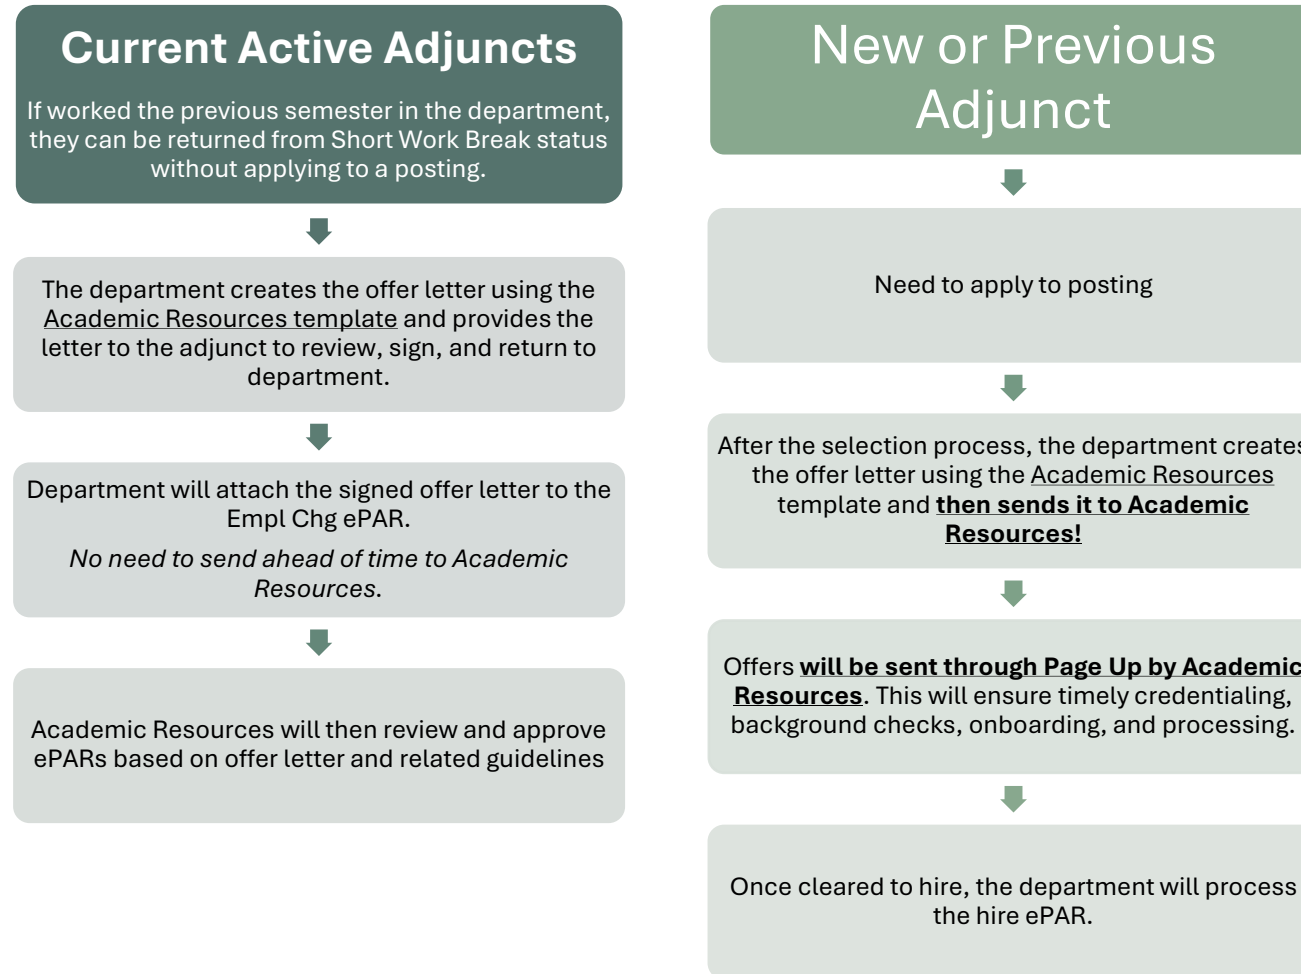 Current Active Adjuncts
If worked the previous semester in the department,
they can be returned from Short Work Break status
without applying to a posting.
The department creates the offer letter using the
Academic Resources template and provides the
letter to the adjunct to review, sign, and return to
department.
Department will attach the signed offer letter to the
Empl Chg ePAR.
No need to send ahead of time to Academic
Resources.
Academic Resources will then review and approve
ePARs based on offer letter and related guidelines
New or Previous
Adjunct
Need to apply to posting
After the selection process, the department creates
the offer letter using the Academic Resources
template and then sends it to Academic
Resources!
Offers will be sent through Page Up by Academic
Resources. This will ensure timely credentialing,
background checks, onboarding, and processing.
Once cleared to hire, the department will process
the hire ePAR.